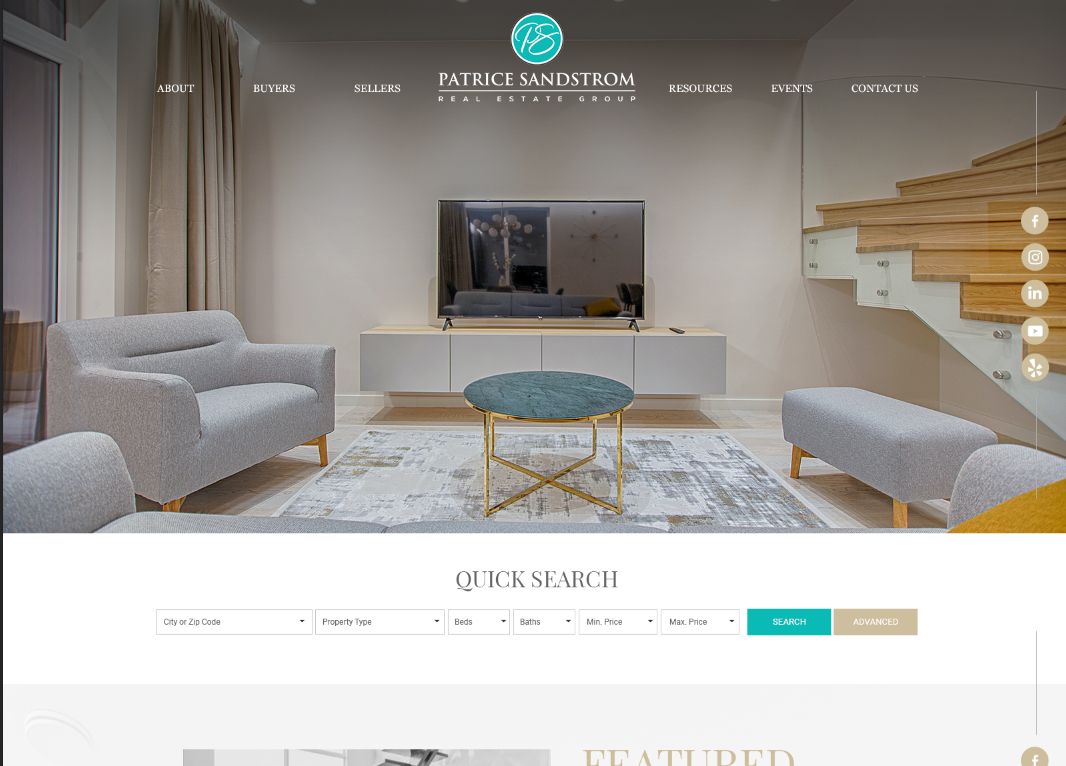 PS
PATRICE SANDSTROM
REAL ESTATE GROUP
ABOUT
BUYERS
SELLERS
RESOURCES
EVENTS
CONTACT US
QUICK SEARCH
City or Zip Code
Property Type
Beds
Baths
Min. Price
Max. Price
SEARCH
ADVANCED
FEATURED